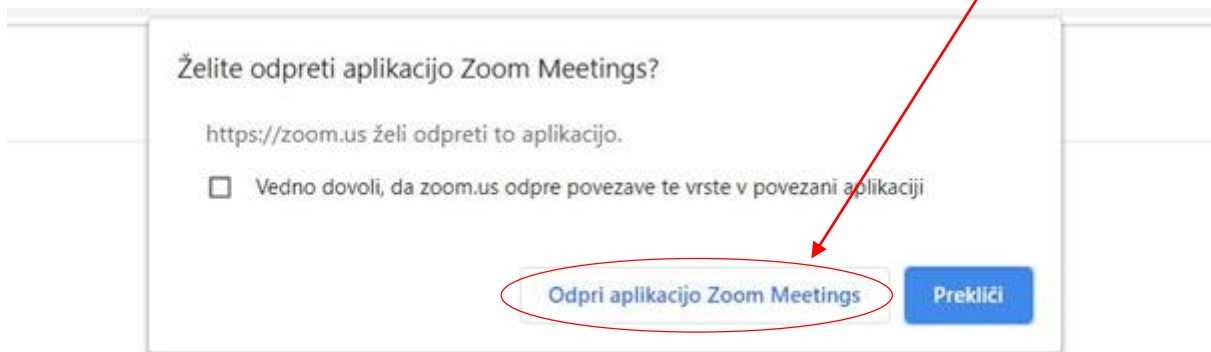 Želite odpreti aplikacijo Zoom Meetings?
https://zoom.us želi odpreti to aplikacijo.
Vedno dovoli, da zoom.us odpre povezave te vrste v povezani aplikaciji
Odpri aplikacijo Zoom Meetings Prekliči